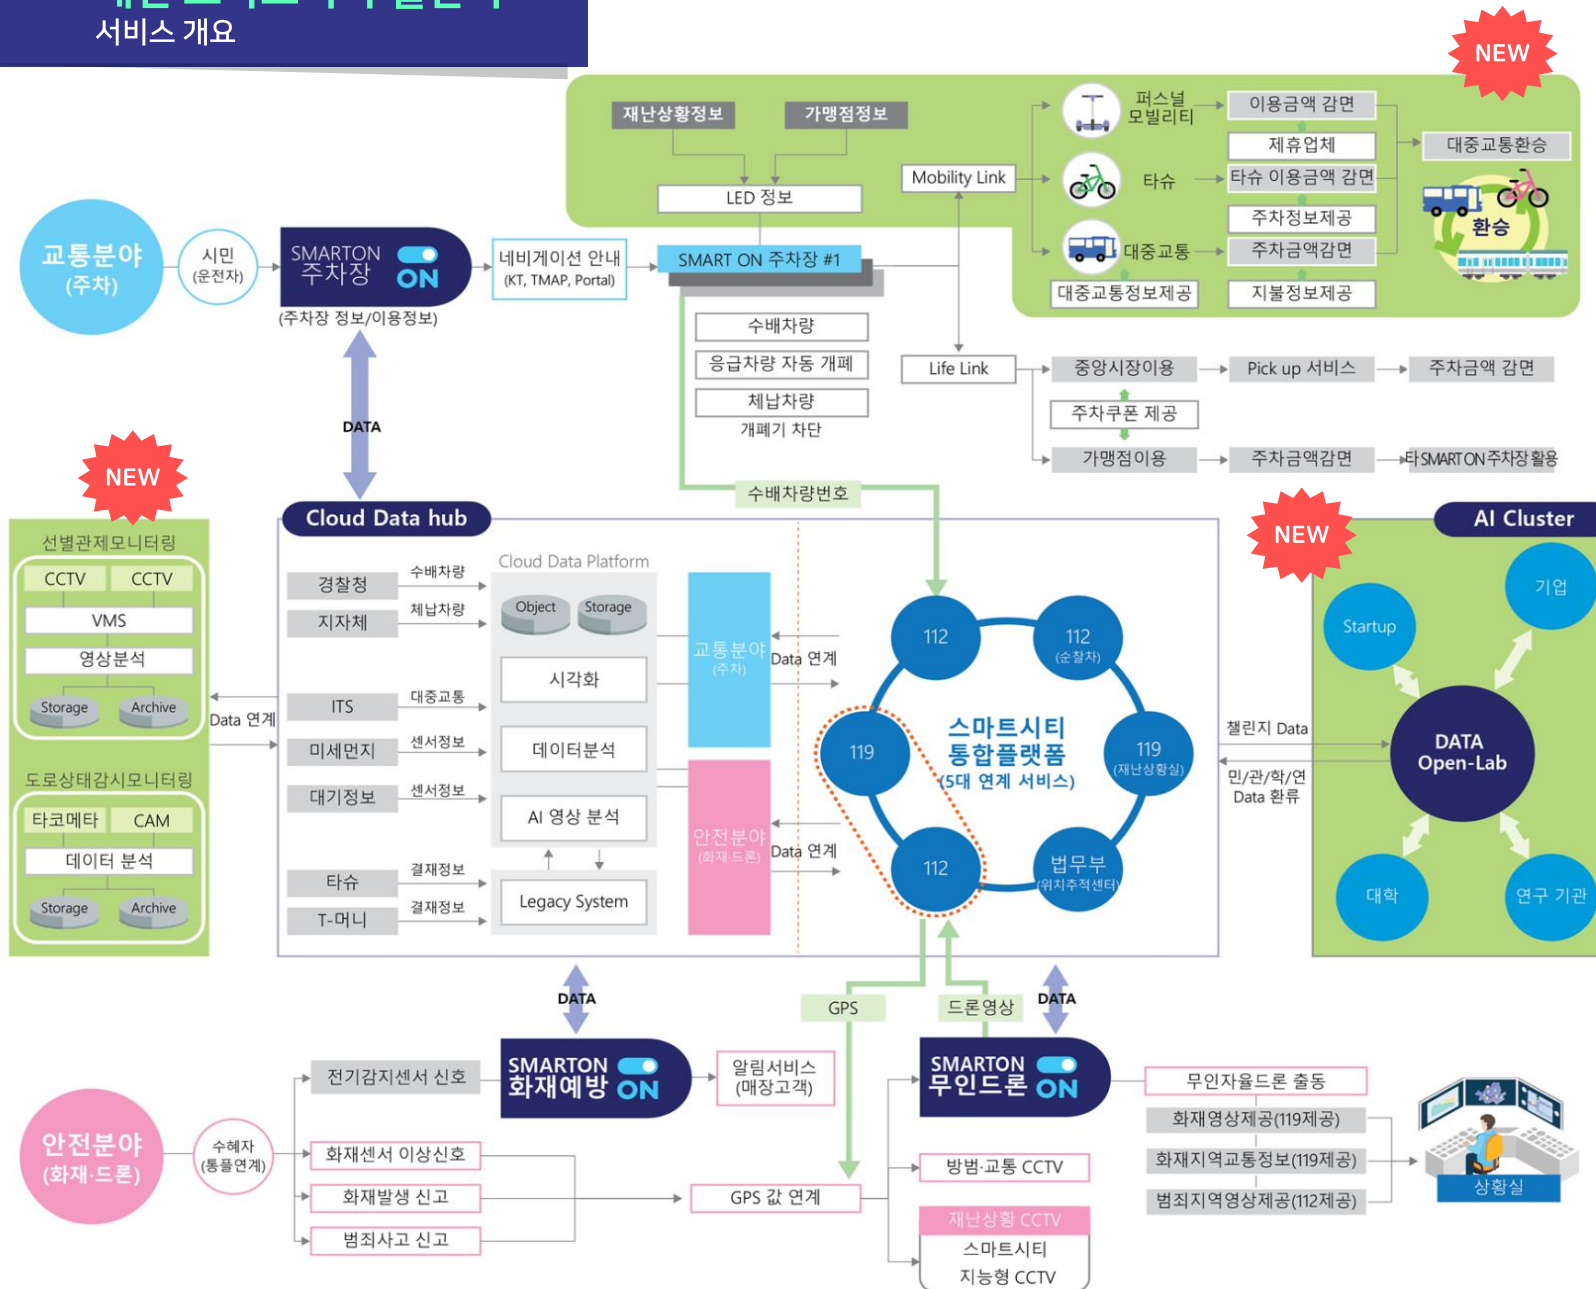 서비스 개요
NEW
재난상황정보
가맹점정보
LED 정보
Mobility Link
퍼스널
모빌리티
이용금액 감면
제휴업체
대중교통환승
타슈
타슈 이용금액 감면
주차정보제공
환승
대중교통
주차금액감면
대중교통정보제공
지불정보제공
교통분야
(주차)
시민
(운전자)
SMARTON
주차장
ON
(주차장 정보/이용정보)
네비게이션 안내
(KT, TMAP, Portal)
SMART ON 주차장 #1
수배차량
응급차량 자동 개폐
체납차량
개폐기 차단
Life Link
중앙시장이용
Pick up 서비스
주차금액 감면
주차쿠폰 제공
가맹점이용
주차금액감면
타 SMART ON 주차장 활용
DATA
수배차량번호
NEW
선별관제모니터링
CCTV
CCTV
VMS
영상분석
Storage
Archive
도로상태감시모니터링
타코메타
CAM
데이터 분석
Storage
Archive
Data 연계
Cloud Data hub
경찰청
수배차량
지자체
체납차량
ITS
대중교통
미세먼지
센서정보
대기정보
센서정보
타슈
결재정보
T-머니
결재정보
Cloud Data Platform
Object
Storage
시각화
데이터분석
AI 영상 분석
Legacy System
교통분야
(주차)
Data 연계
안전분야
(화재·드론)
Data 연계
112
112
(순찰차)
119
스마트시티
통합플랫폼
(5대 연계 서비스)
119
(재난상황실)
112
법무부
(위치추적센터)
NEW
AI Cluster
기업
Startup
DATA
Open-Lab
대학
연구 기관
챌린지 Data
민/관/학/연
Data 환류
DATA
GPS
드론영상
DATA
안전분야
(화재·드론)
수혜자
(통플연계)
전기감지센서 신호
SMARTON
화재예방
ON
알림서비스
(매장고객)
화재센서 이상신호
화재발생 신고
범죄사고 신고
GPS 값 연계
SMARTON
무인드론
ON
무인자율드론 출동
화재영상제공(119제공)
화재지역교통정보(119제공)
범죄지역영상제공(112제공)
상황실
방범·교통 CCTV
재난상황 CCTV
스마트시티
지능형 CCTV